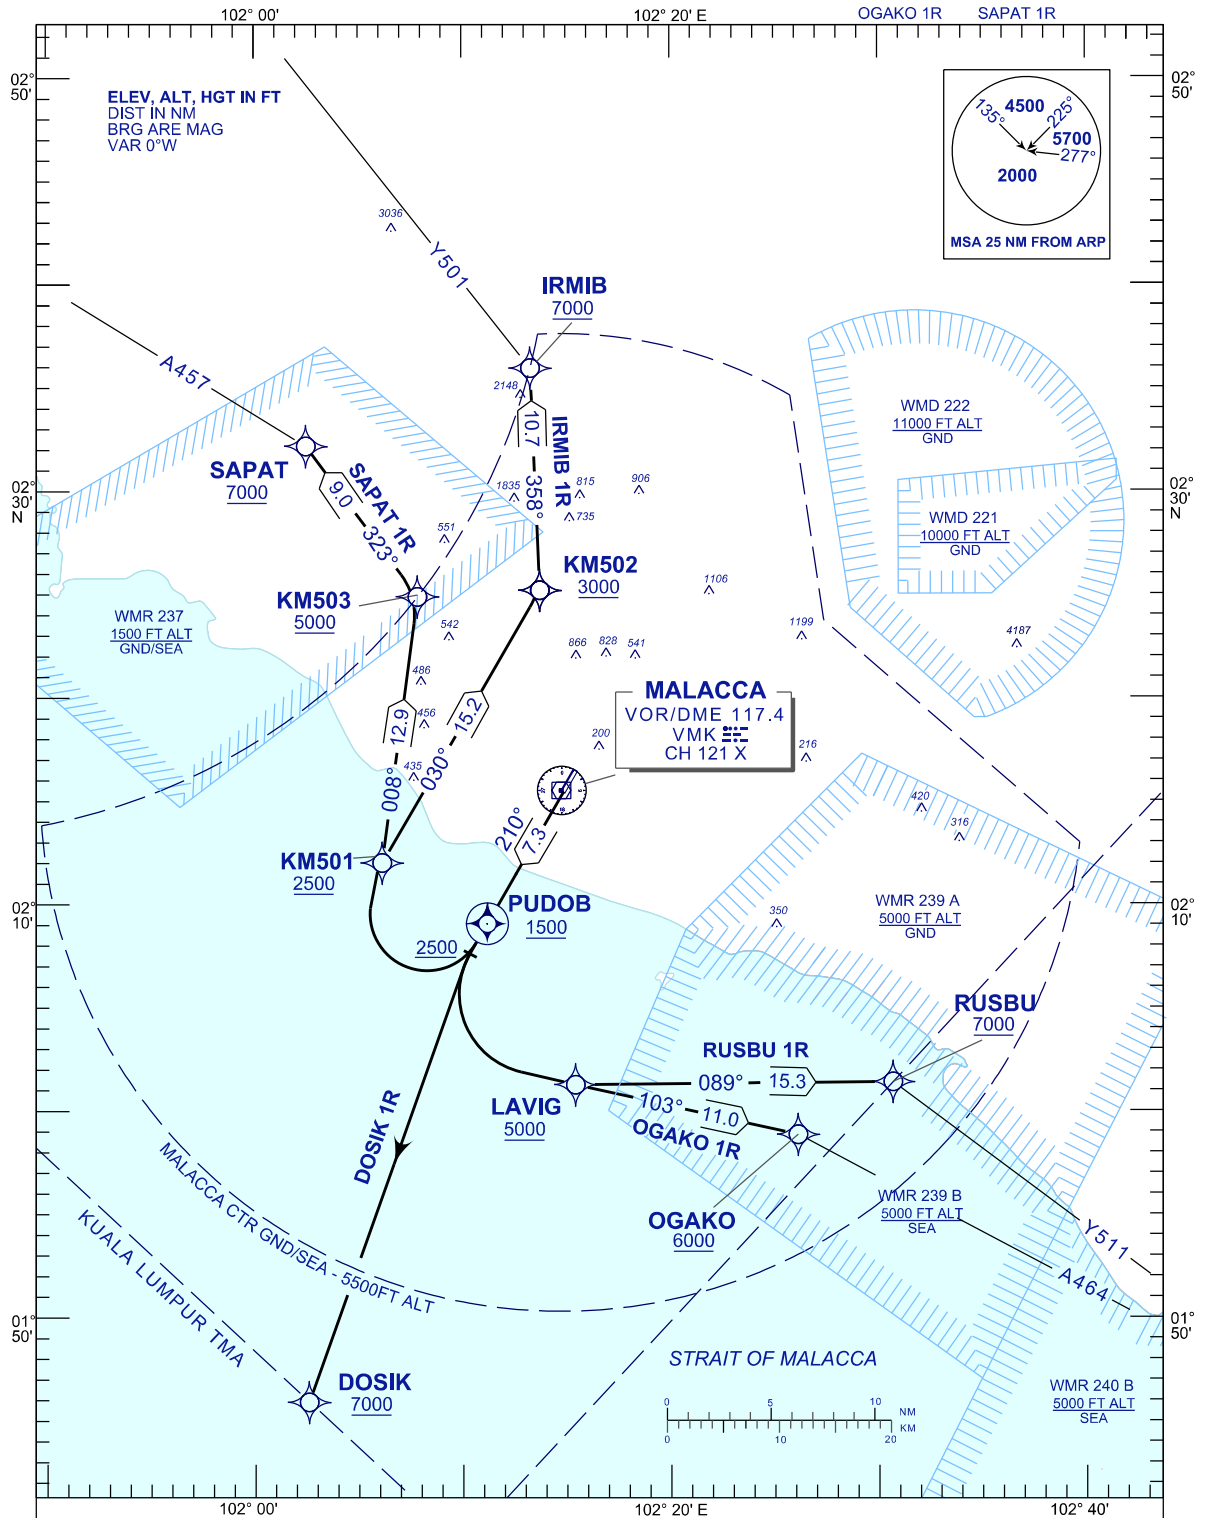 OGAKO 1R SAPAT 1R
102° 00'
102° 20' E
02° 50'
02° 50'
ELEV, ALT, HGT IN FT
DIST IN NM
BRG ARE MAG
VAR 0°W
135°
4500
225°
5700
277°
2000
MSA 25 NM FROM ARP
3036
Y501
IRMIB
7000
A457
2148
WMD 222
11000 FT ALT
GND
SAPAT
7000
SAPAT 1R
9.0
323°
10.7
358°
IRMIB 1R
1835
815
906
735
02° 30' N
02° 30' N
551
WMD 221
10000 FT ALT
GND
KM502
3000
KM503
5000
1106
WMR 237
1500 FT ALT
GND/SEA
542
866
828
541
1199
4187
486
456
435
12.9
008°
15.2
030°
MALACCA
VOR/DME 117.4
VMK
CH 121 X
200
216
420
316
210°
7.3
KM501
2500
PUDOB
1500
2500
WMR 239 A
5000 FT ALT
GND
350
02° 10'
02° 10'
RUSBU
7000
RUSBU 1R
089°
15.3
LAVIG
5000
103°
11.0
OGAKO 1R
DOSIK 1R
OGAKO
6000
WMR 239 B
5000 FT ALT
SEA
Y511
A464
MALACCA CTR GND/SEA - 5500FT ALT
KUALA LUMPUR TMA
01° 50'
01° 50'
STRAIT OF MALACCA
DOSIK
7000
WMR 240 B
5000 FT ALT
SEA
0 5 10 NM
0 10 20 KM
102° 00'
102° 20' E
102° 40'